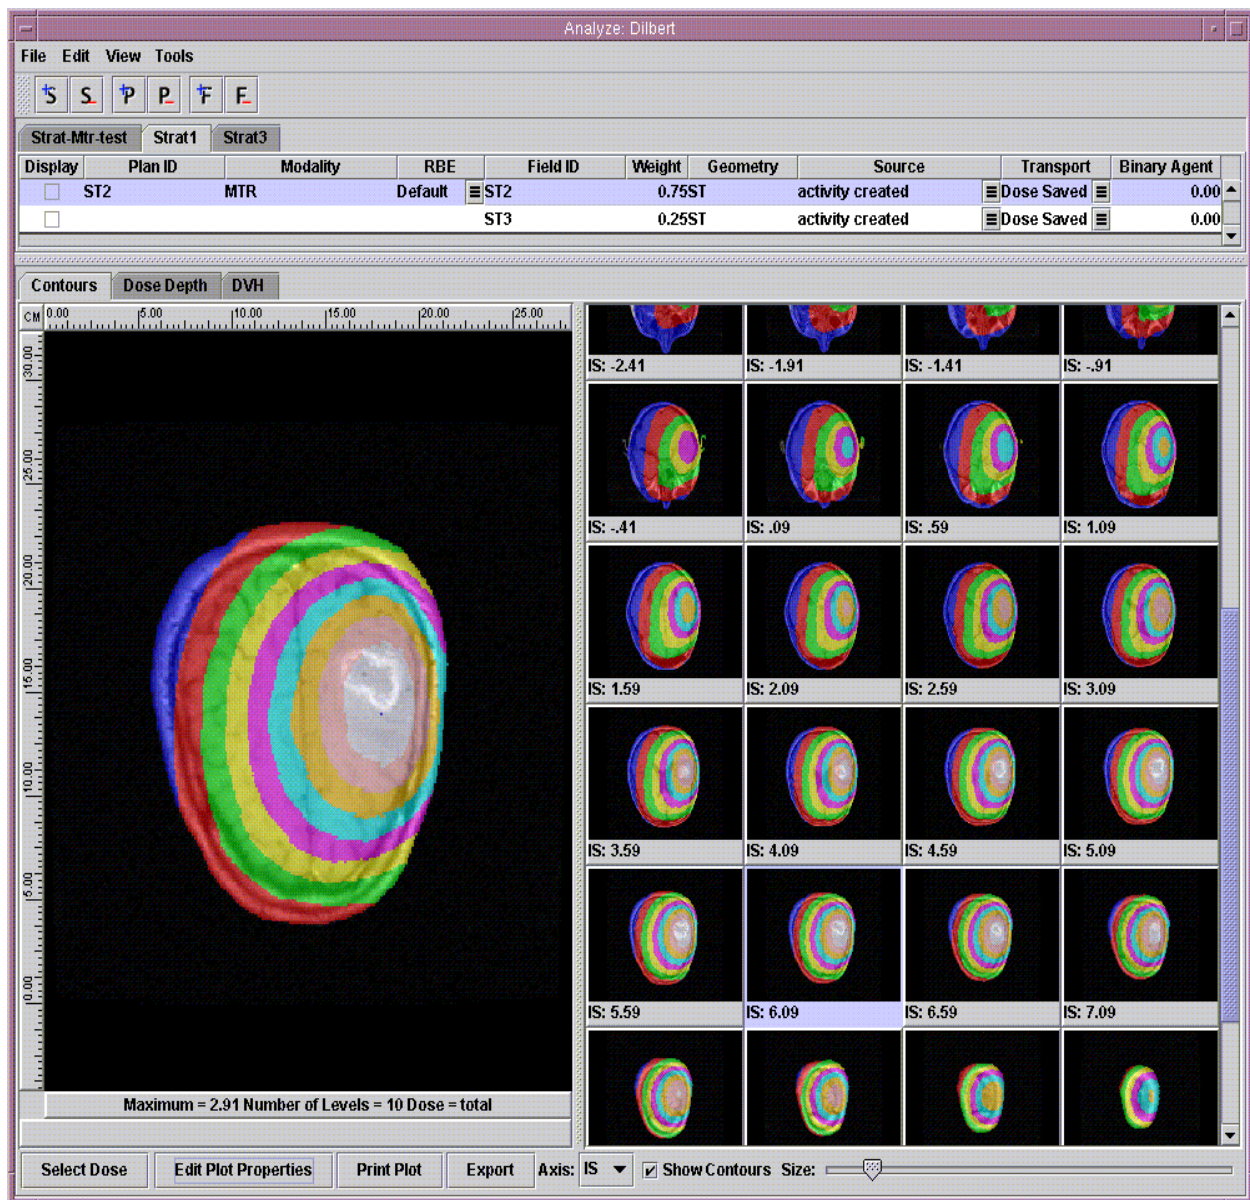 Analyze: Dilbert
File Edit View Tools
S S P P F F
Strat-Mtr-test Strat1 Strat3
Display Plan ID Modality RBE Field ID Weight Geometry Source Transport Binary Agent
ST2 MTR Default ST2 0.75 ST activity created Dose Saved 0.00
ST3 0.25 ST activity created Dose Saved 0.00
Contours Dose Depth DVH
CM 0.00 5.00 10.00 15.00 20.00 25.00
30.00
25.00
20.00
15.00
10.00
5.00
0.00
IS: -2.41 IS: -1.91 IS: -1.41 IS: -.91
IS: -.41 IS: .09 IS: .59 IS: 1.09
IS: 1.59 IS: 2.09 IS: 2.59 IS: 3.09
IS: 3.59 IS: 4.09 IS: 4.59 IS: 5.09
IS: 5.59 IS: 6.09 IS: 6.59 IS: 7.09
Maximum = 2.91 Number of Levels = 10 Dose = total
Select Dose Edit Plot Properties Print Plot Export Axis: IS Show Contours Size: